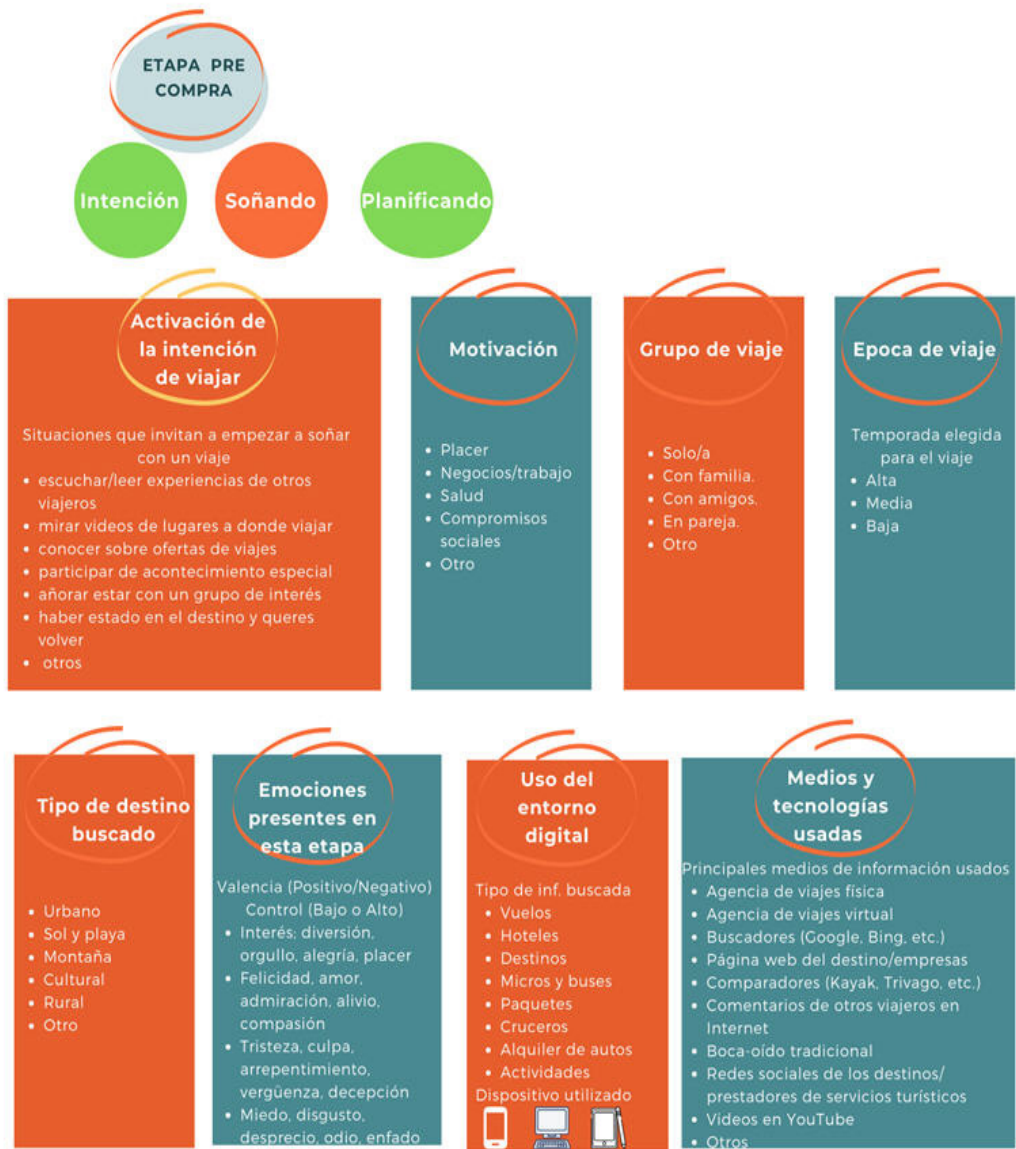 ETAPA PRE
COMPRA
Intención
Soñando
Planificando
Activación de
la intención
de viajar
Situaciones que invitan a empezar a soñar
con un viaje
• escuchar/leer experiencias de otros
viajeros
• mirar videos de lugares a donde viajar
• conocer sobre ofertas de viajes
• participar de acontecimiento especial
• añorar estar con un grupo de interés
• haber estado en el destino y queres
volver
• otros
Motivación
• Placer
• Negocios/trabajo
• Salud
• Compromisos
sociales
• Otro
Grupo de viaje
• Solo/a
• Con familia.
• Con amigos.
• En pareja.
• Otro
Epoca de viaje
Temporada elegida
para el viaje
• Alta
• Media
• Baja
Tipo de destino
buscado
• Urbano
• Sol y playa
• Montaña
• Cultural
• Rural
• Otro
Emociones
presentes en
esta etapa
Valencia (Positivo/Negativo)
Control (Bajo o Alto)
• Interés; diversión,
orgullo, alegría, placer
• Felicidad, amor,
admiración, alivio,
compasión
• Tristeza, culpa,
arrepentimiento,
vergüenza, decepción
• Miedo, disgusto,
desprecio, odio, enfado
Uso del
entorno
digital
Tipo de inf. buscada
• Vuelos
• Hoteles
• Destinos
• Micros y buses
• Paquetes
• Cruceros
• Alquiler de autos
• Actividades
Dispositivo utilizado
Medios y
tecnologías
usadas
Principales medios de información usados
• Agencia de viajes física
• Agencia de viajes virtual
• Buscadores (Google, Bing, etc.)
• Página web del destino/empresas
• Comparadores (Kayak, Trivago, etc.)
• Comentarios de otros viajeros en
Internet
• Boca-oído tradicional
• Redes sociales de los destinos/
prestadores de servicios turísticos
• Videos en YouTube
• Otros